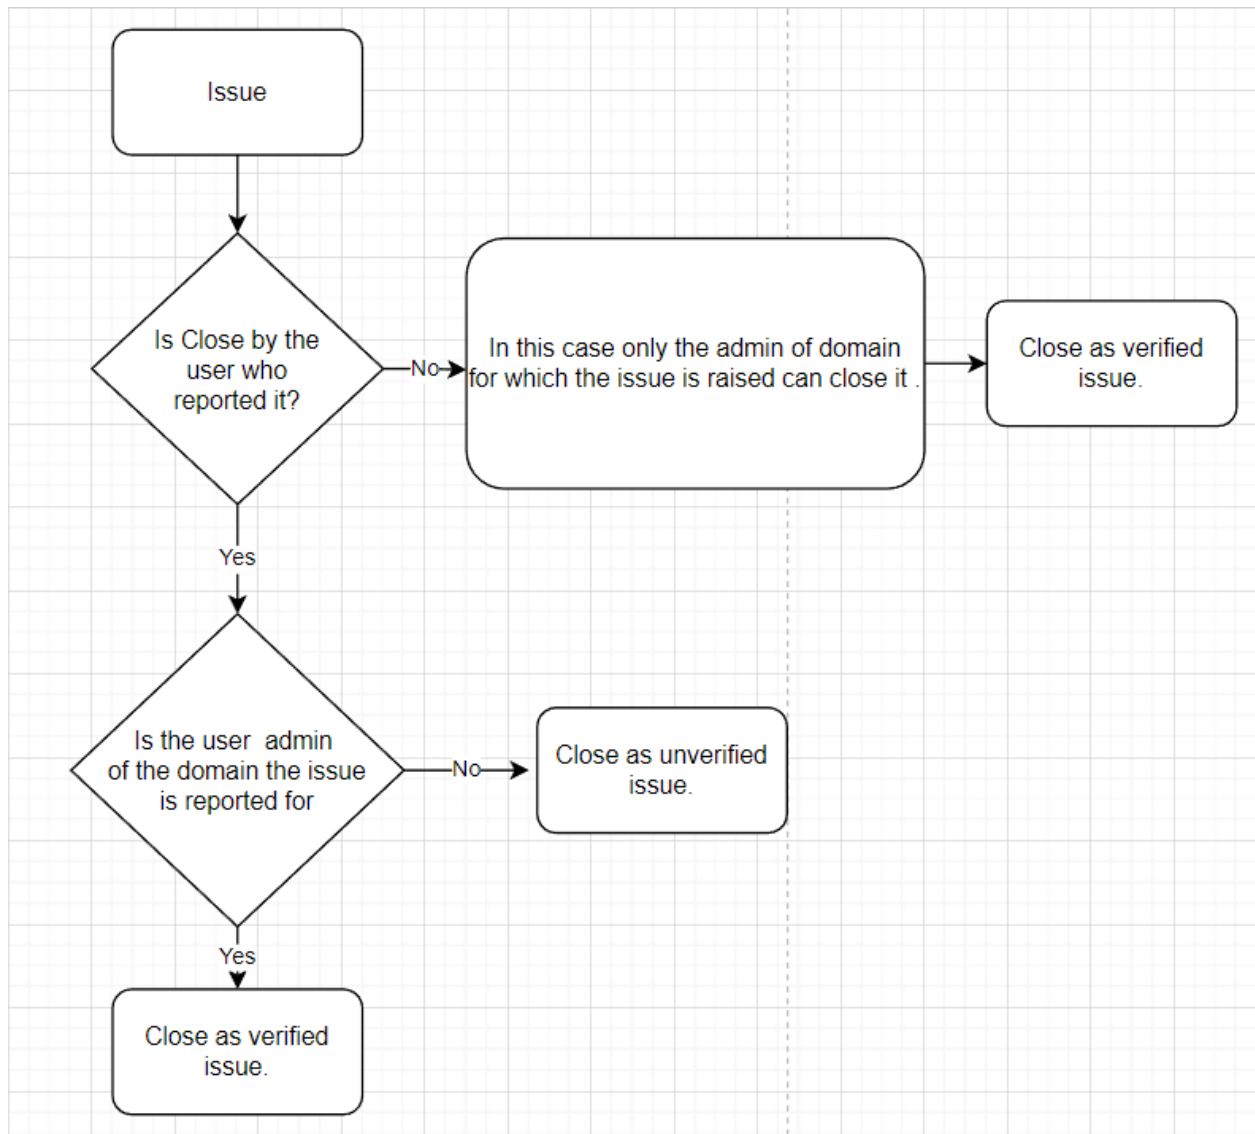 Issue
Is Close by the
user who
reported it?
No
In this case only the admin of domain
for which the issue is raised can close it .
Close as verified
issue.
Yes
Is the user  admin
of the domain the issue
is reported for
No
Close as unverified
issue.
Yes
Close as verified
issue.